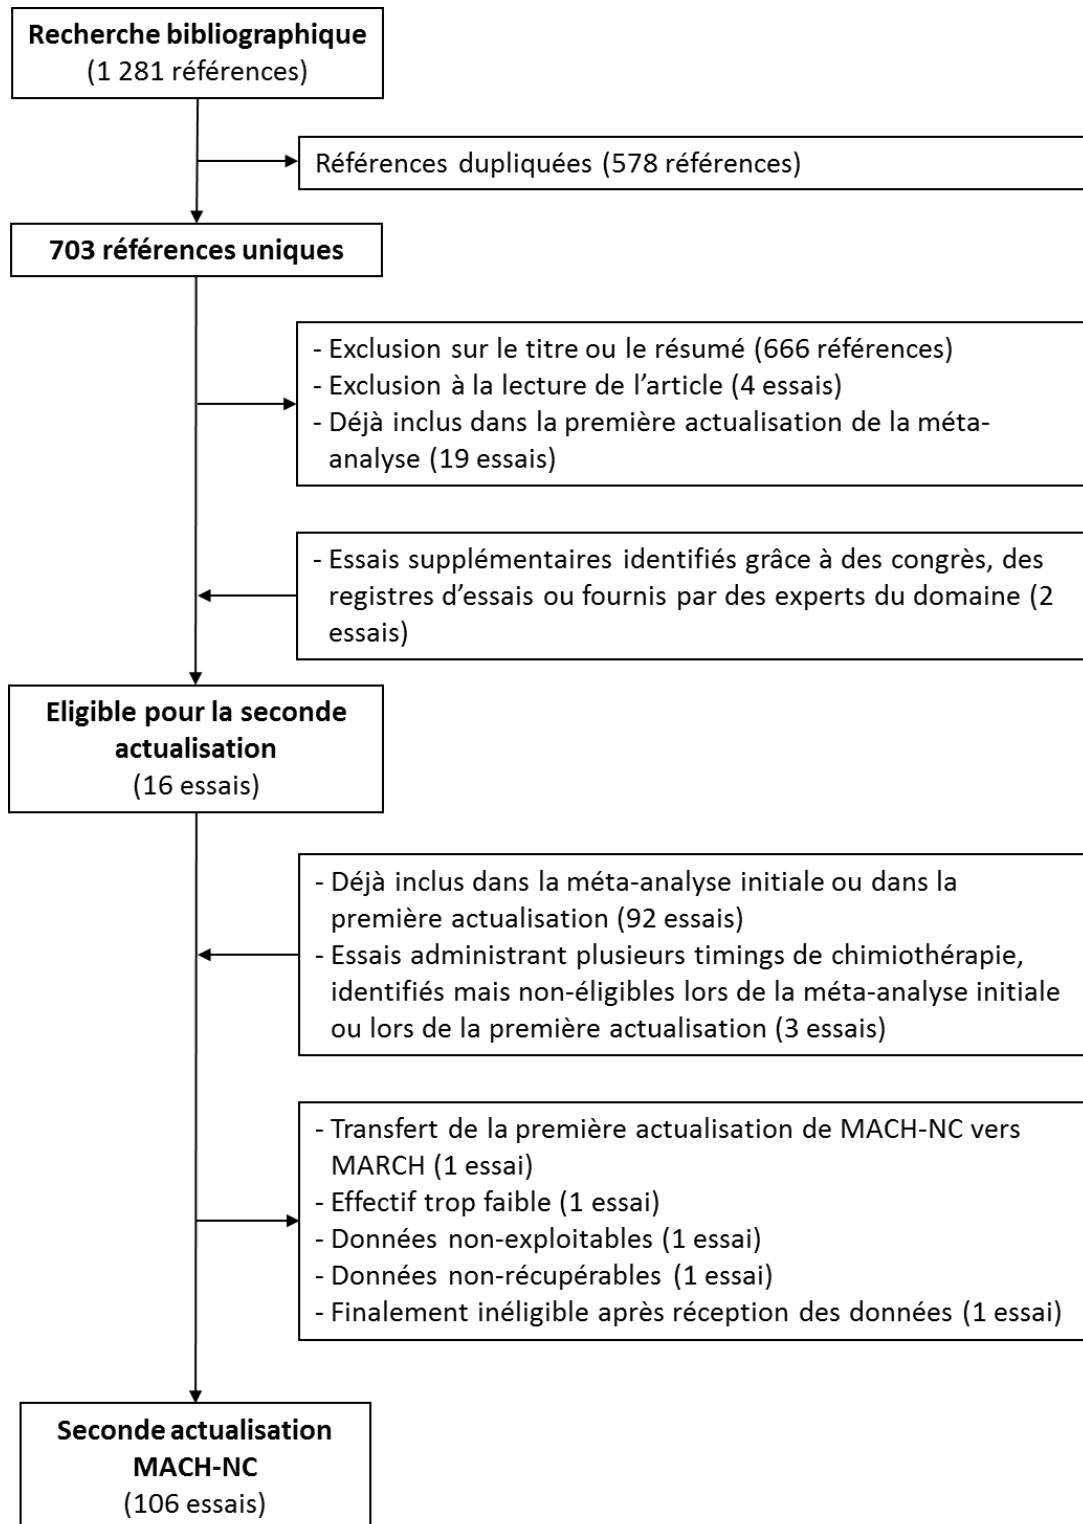 Recherche bibliographique
(1 281 références)
Références dupliquées (578 références)
703 références uniques
- Exclusion sur le titre ou le résumé (666 références)
- Exclusion à la lecture de l’article (4 essais)
- Déjà inclus dans la première actualisation de la méta-
analyse (19 essais)
- Essais supplémentaires identifiés grâce à des congrès, des
registres d’essais ou fournis par des experts du domaine (2
essais)
Eligible pour la seconde
actualisation
(16 essais)
- Déjà inclus dans la méta-analyse initiale ou dans la
première actualisation (92 essais)
- Essais administrant plusieurs timings de chimiothérapie,
identifiés mais non-éligibles lors de la méta-analyse initiale
ou lors de la première actualisation (3 essais)
- Transfert de la première actualisation de MACH-NC vers
MARCH (1 essai)
- Effectif trop faible (1 essai)
- Données non-exploitables (1 essai)
- Données non-récupérables (1 essai)
- Finalement inéligible après réception des données (1 essai)
Seconde actualisation
MACH-NC
(106 essais)